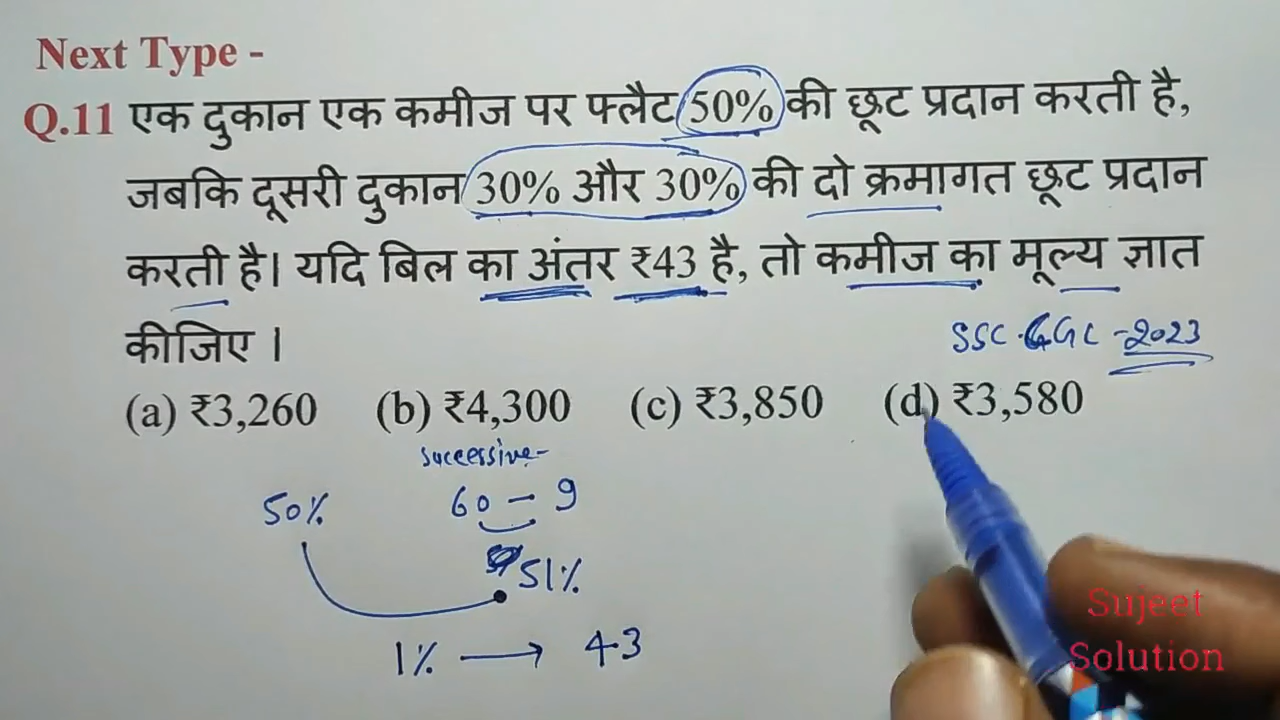 Next Type -
Q.11 एक दुकान एक कमीज पर फ्लैट 50% की छूट प्रदान करती है,
जबकि दूसरी दुकान 30% और 30% की दो क्रमागत छूट प्रदान
करती है। यदि बिल का अंतर ₹43 है, तो कमीज का मूल्य ज्ञात
कीजिए ।
SSC CGL - 2023
(a) ₹3,260 (b) ₹4,300 (c) ₹3,850 (d) ₹3,580
successive-
50% 60 - 9
51%
1% → 43
Sujeet
Solution